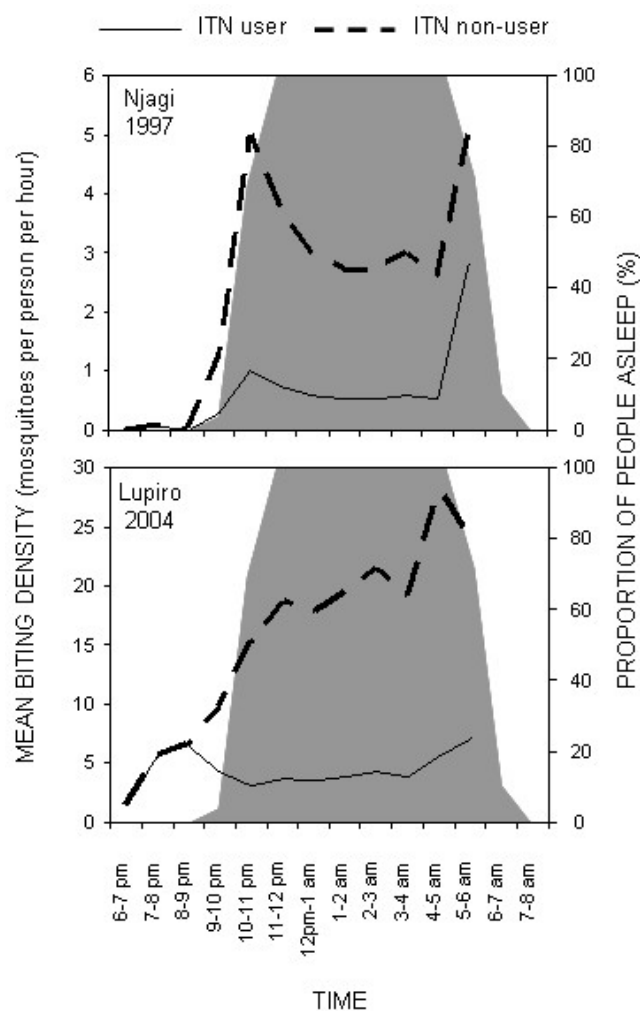 ITN user ITN non-user
Njagi
1997
6
5
4
3
2
1
0
100
80
60
40
20
0
Lupiro
2004
30
25
20
15
10
5
0
100
80
60
40
20
0
MEAN BITING DENSITY (mosquitoes per person per hour)
PROPORTION OF PEOPLE ASLEEP (%)
6-7 pm
7-8 pm
8-9 pm
9-10 pm
10-11 pm
11-12 pm
12pm-1 am
1-2 am
2-3 am
3-4 am
4-5 am
5-6 am
6-7 am
7-8 am
TIME